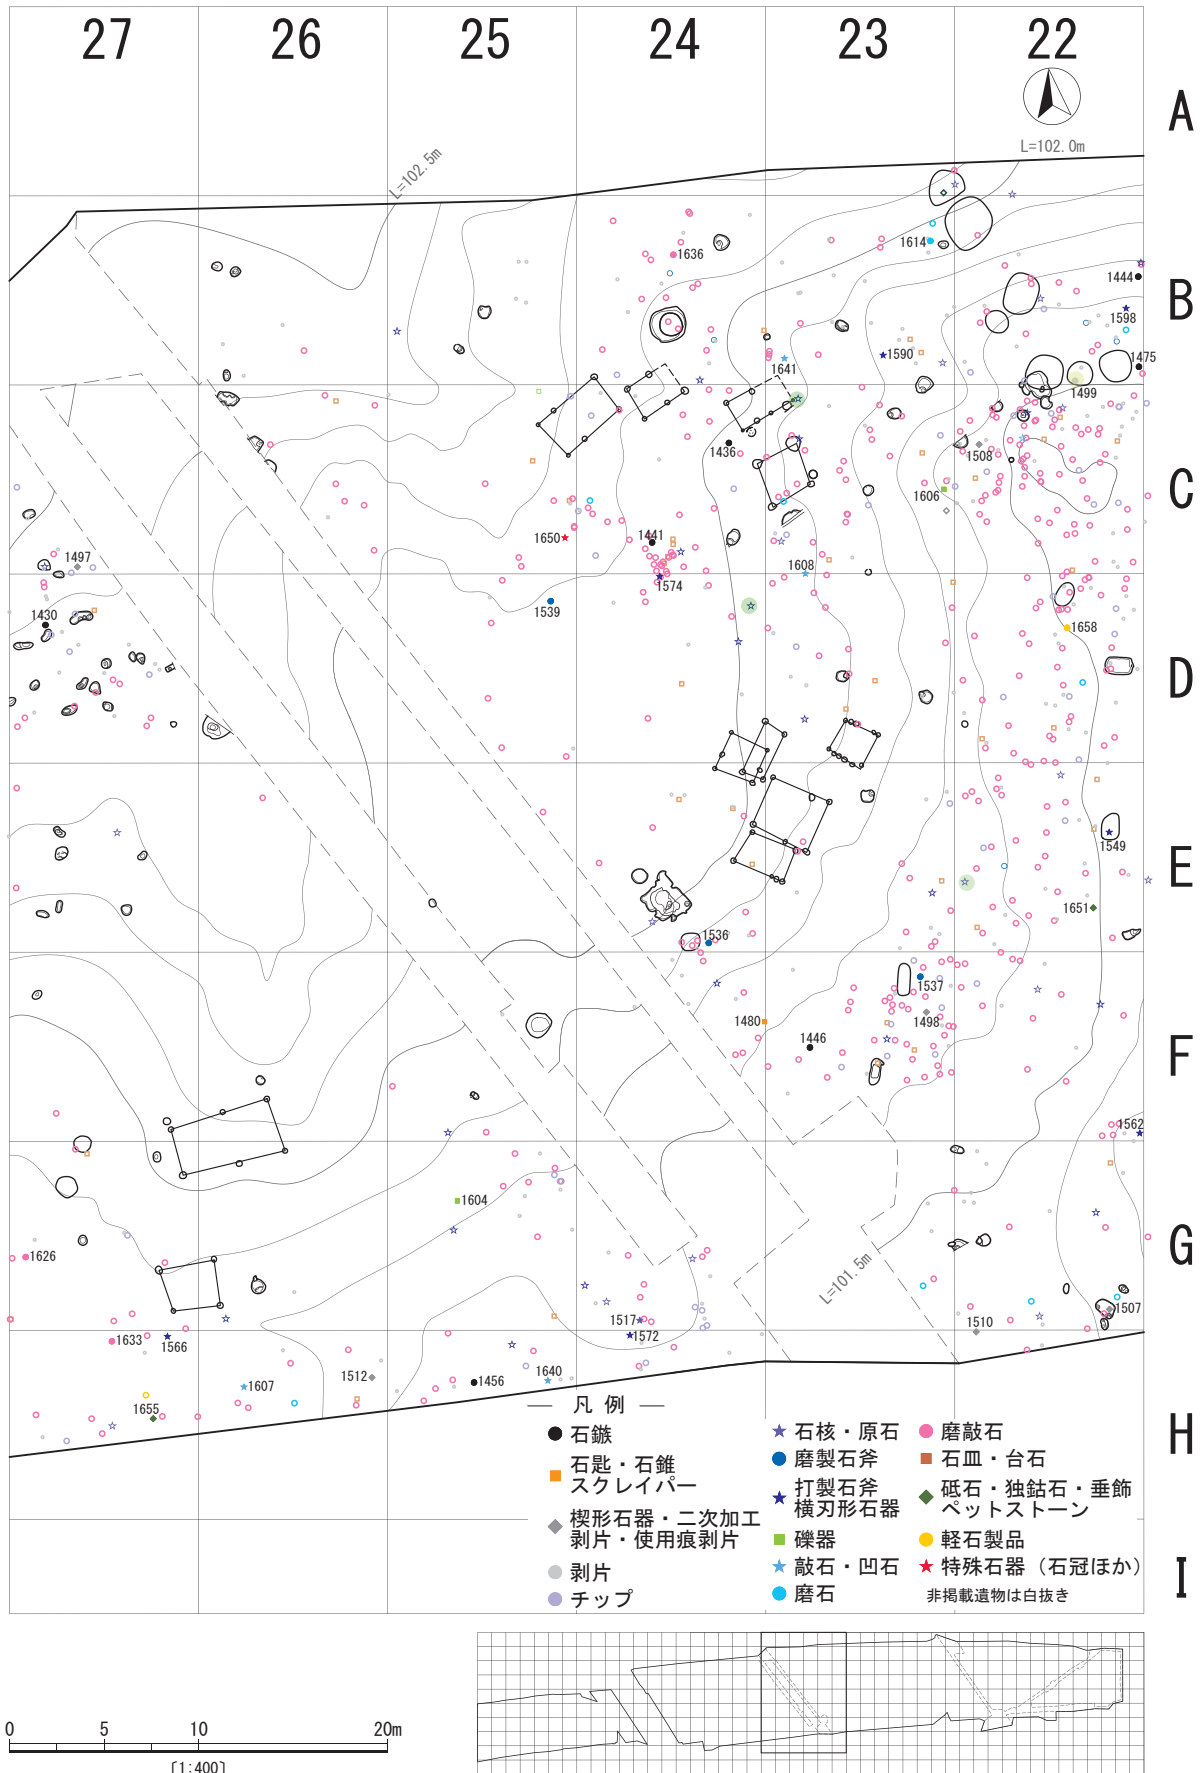 27 26 25 24 23 22
A
L=102.5m
L=102.0m
1614
1636
1444
B
1598
1590
1641
1475
1499
1436
1508
1606
C
1650
1441
1497
1608
1574
1539
1430
1658
D
1549
E
1651
1536
1537
1480
1498
1446
F
1562
1604
1626
G
L=101.5m
1507
1517
1510
1633
1566
1572
1640
1512
1607
1456
1655
H
凡 例
石鏃
石匙・石錐
スクレイパー
楔形石器・二次加工
剥片・使用痕剥片
剥片
チップ
石核・原石
磨製石斧
打製石斧
横刃形石器
礫器
敲石・凹石
磨石
磨敲石
石皿・台石
砥石・独鈷石・垂飾
ペットストーン
軽石製品
特殊石器（石冠ほか）
非掲載遺物は白抜き
I
0 5 10 20m
〔1:400〕